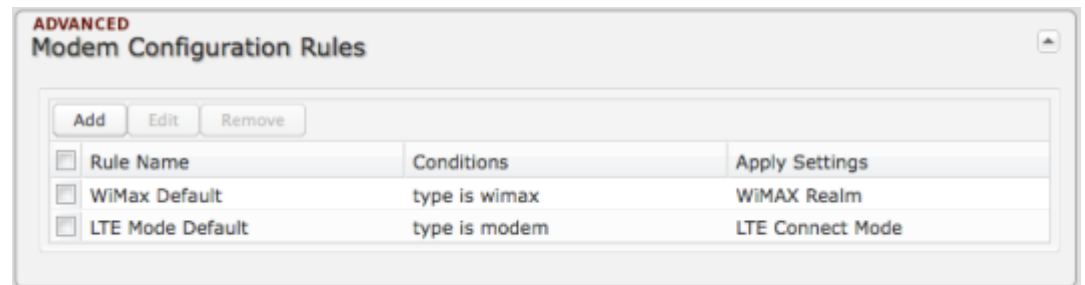 ADVANCED
Modem Configuration Rules
Add Edit Remove
Rule Name Conditions Apply Settings
WiMax Default type is wimax WiMAX Realm
LTE Mode Default type is modem LTE Connect Mode